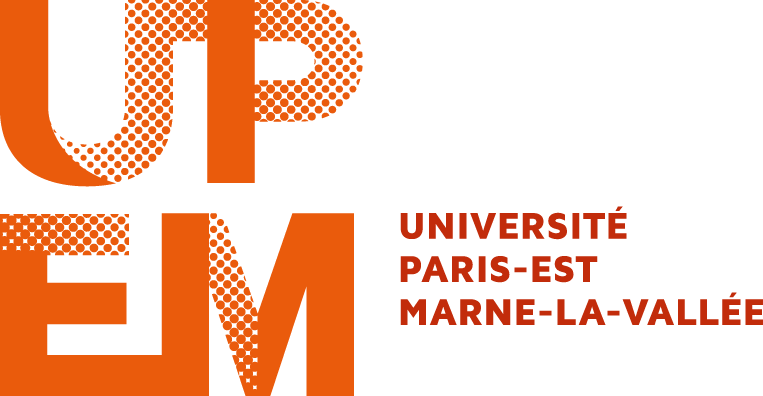 UP
EM
UNIVERSITÉ
PARIS-EST
MARNE-LA-VALLÉE